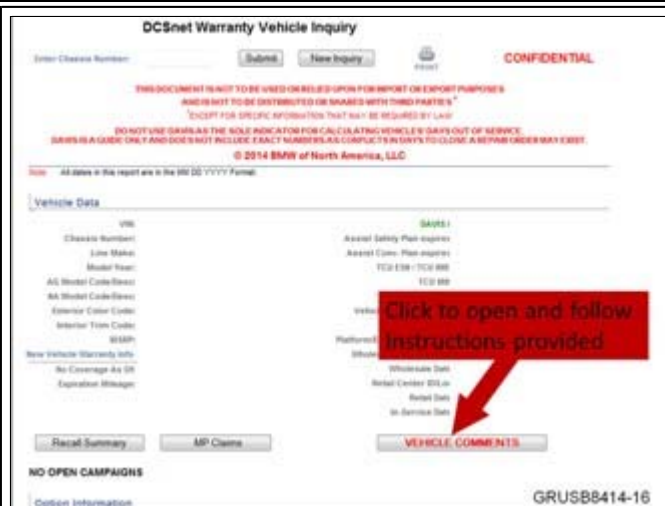 DCSnet Warranty Vehicle Inquiry
Enter Chassis Number: Submit New Inquiry PRINT CONFIDENTIAL
THIS DOCUMENT IS NOT TO BE USED OR RELIED UPON FOR IMPORT OR EXPORT PURPOSES
AND IS NOT TO BE DISTRIBUTED OR SHARED WITH THIRD PARTIES*
*EXCEPT FOR SPECIFIC INFORMATION THAT MAY BE REQUIRED BY LAW
DO NOT USE DAVIS AS THE SOLE INDICATOR FOR CALCULATING VEHICLE'S DAYS OUT OF SERVICE.
DAVIS IS A GUIDE ONLY AND DOES NOT INCLUDE EXACT NUMBERS AS CONFLICTS IN DAYS TO CLOSE A REPAIR ORDER MAY EXIST.
© 2014 BMW of North America, LLC
Note All dates in this report are in the MM DD YYYY Format.
Vehicle Data
VIN: DAVIS:
Chassis Number: Assist Safety Plan expires
Line Make: Assist Conv. Plan expires
Model Year:
AG Model Code/Desc:
NA Model Code/Desc:
Exterior Color Code:
Interior Trim Code:
MSRP:
New Vehicle Warranty Info
No Coverage As Of: Wholesale Date
Expiration Mileage:
Retail Date
In-Service Date
Click to open and follow
instructions provided
Recall Summary MP Claims VEHICLE COMMENTS
NO OPEN CAMPAIGNS
Option Information
GRUSB8414-16